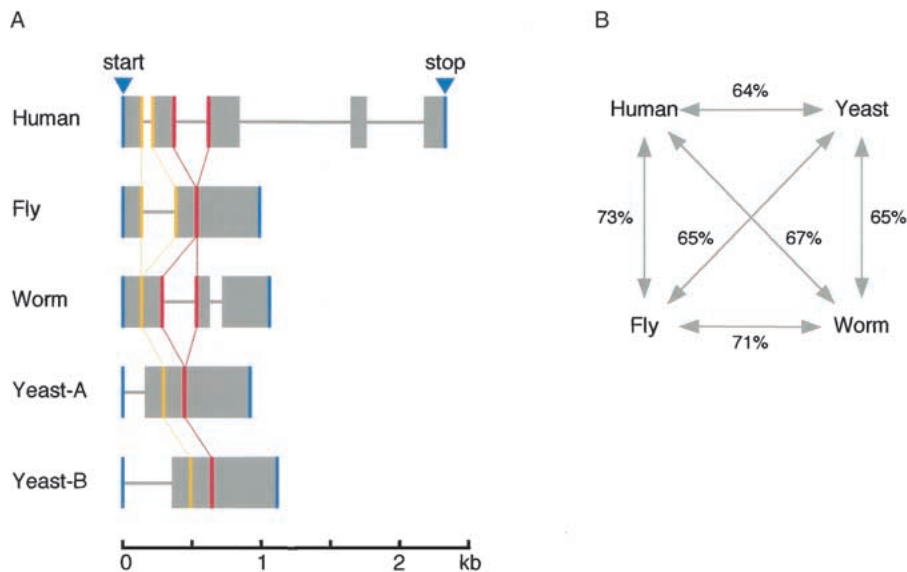 A
start
stop
Human
Fly
Worm
Yeast-A
Yeast-B
0
1
2
kb
B
Human
64%
Yeast
73%
65%
67%
65%
Fly
71%
Worm